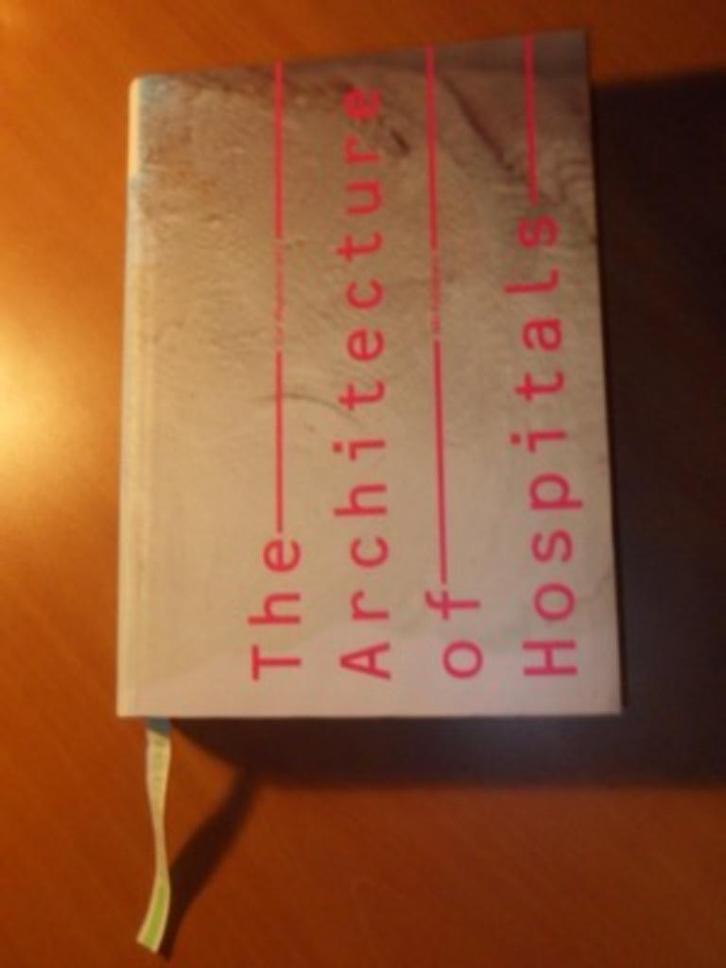 The
Architecture
of
Hospitals